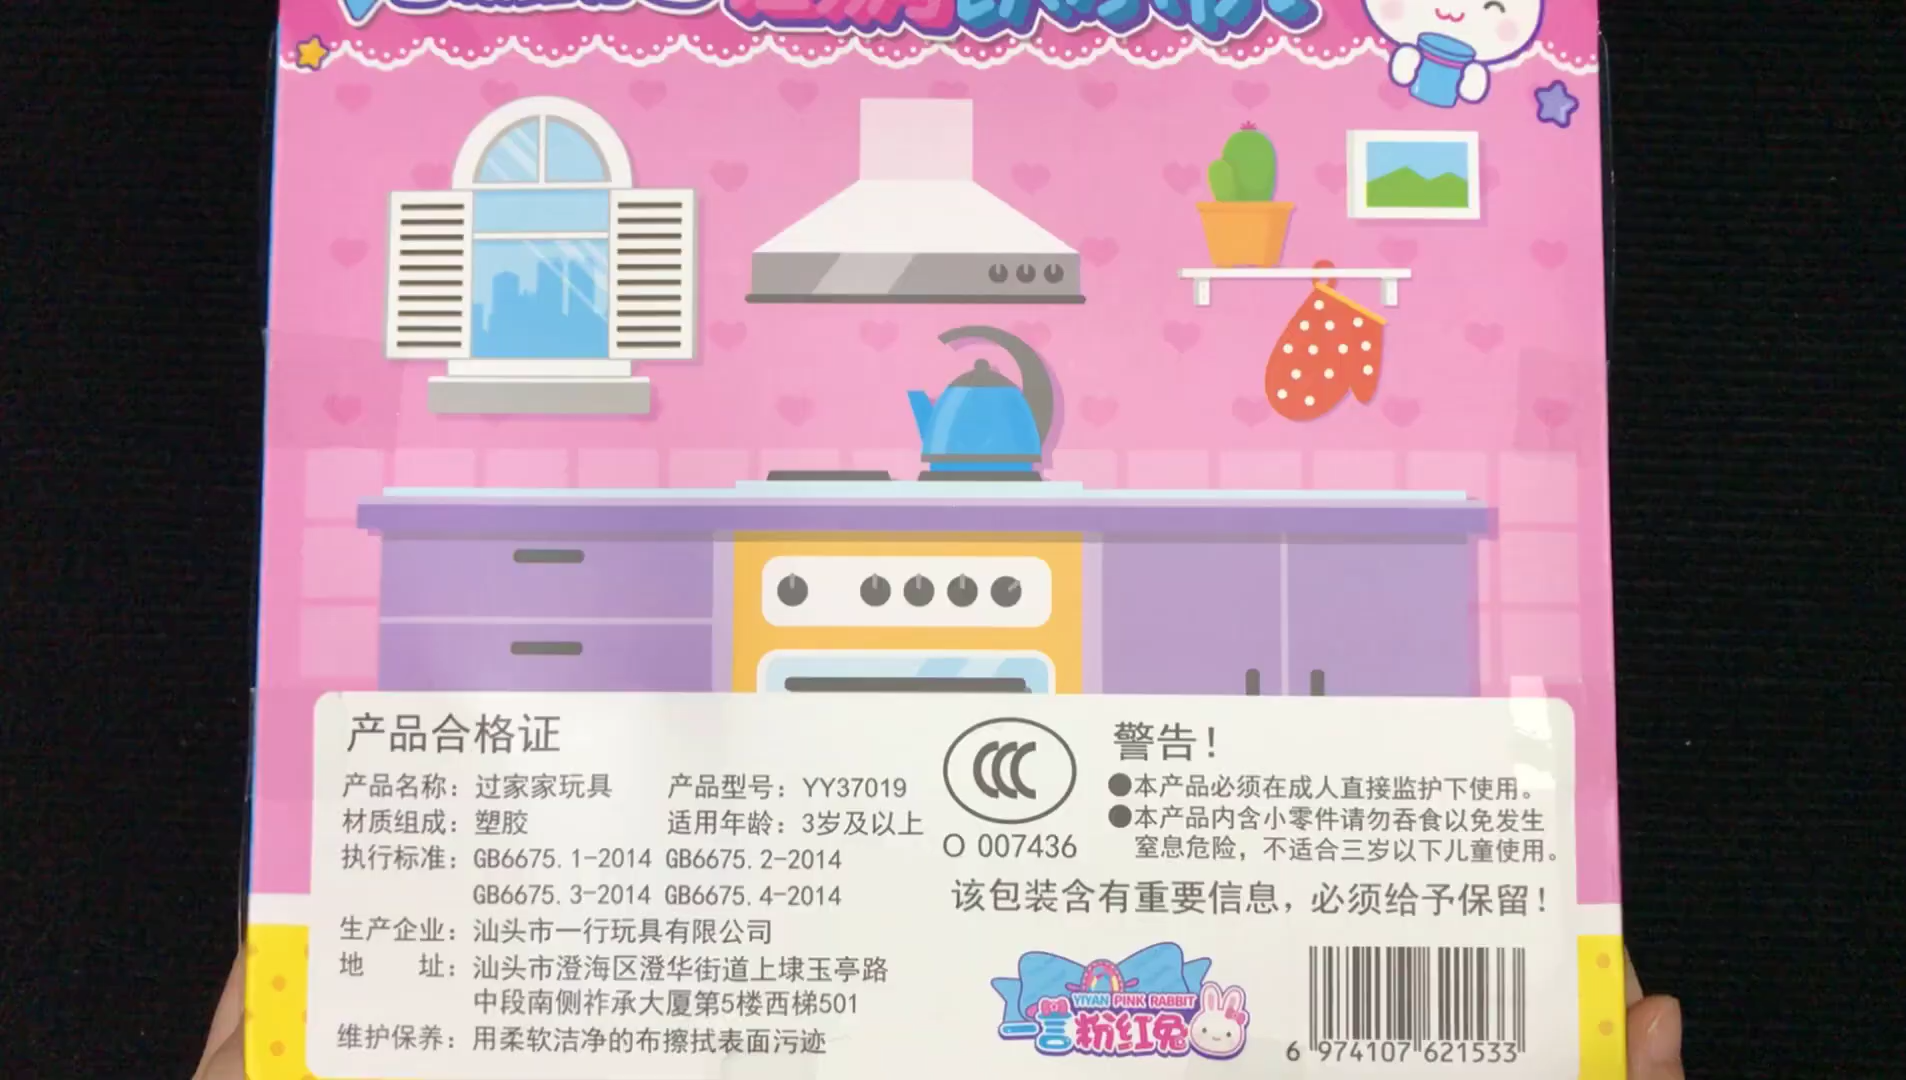 产品合格证
产品名称：过家家玩具 产品型号：YY37019
材质组成：塑胶 适用年龄：3岁及以上
执行标准：GB6675.1-2014 GB6675.2-2014
GB6675.3-2014 GB6675.4-2014
生产企业：汕头市一行玩具有限公司
地 址：汕头市澄海区澄华街道上埭玉亭路
中段南侧祚承大厦第5楼西梯501
维护保养：用柔软洁净的布擦拭表面污迹
CCC
O 007436
警告！
●本产品必须在成人直接监护下使用。
●本产品内含小零件请勿吞食以免发生
窒息危险，不适合三岁以下儿童使用。
该包装含有重要信息，必须给予保留！
YIYAN PINK RABBIT
一言粉红兔
6 974107 621533